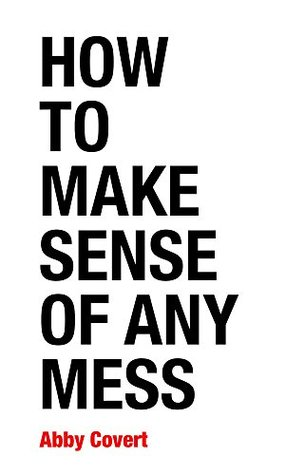 HOW
TO
MAKE
SENSE
OF ANY
MESS
Abby Covert